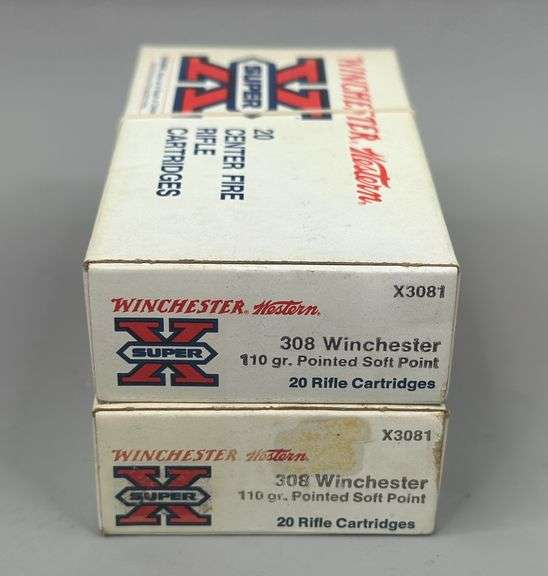 X
SUPER
WINCHESTER Western
20
CENTER FIRE
RIFLE
CARTRIDGES
X3081
WINCHESTER Western
X
SUPER
308 Winchester
110 gr. Pointed Soft Point
20 Rifle Cartridges
X3081
WINCHESTER Western
X
SUPER
308 Winchester
110 gr. Pointed Soft Point
20 Rifle Cartridges